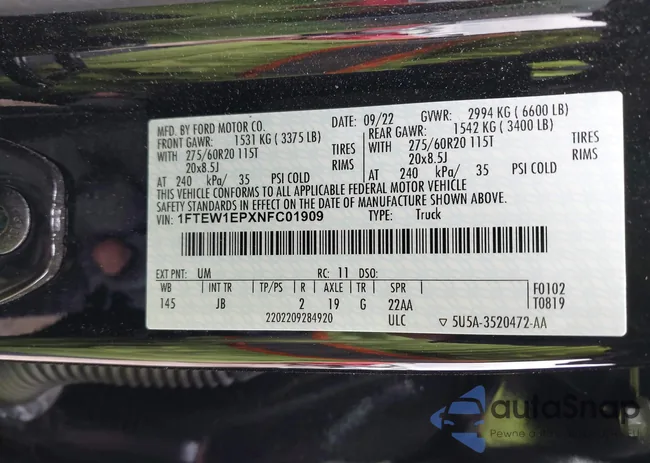 MFD. BY FORD MOTOR CO. DATE: 09/22 GVWR: 2994 KG (6600 LB)
FRONT GAWR: 1531 KG (3375 LB) REAR GAWR: 1542 KG (3400 LB)
WITH 275/60R20 115T TIRES WITH 275/60R20 115T TIRES
20x8.5J RIMS 20x8.5J RIMS
AT 240 kPa/ 35 PSI COLD AT 240 kPa/ 35 PSI COLD
THIS VEHICLE CONFORMS TO ALL APPLICABLE FEDERAL MOTOR VEHICLE
SAFETY STANDARDS IN EFFECT ON THE DATE OF MANUFACTURE SHOWN ABOVE.
VIN: 1FTEW1EPXNFC01909 TYPE: Truck
EXT PNT: UM RC: 11 DSO: F0102
WB INT TR TP/PS R AXLE TR SPR T0819
145 JB 2 19 G 22AA
2202209284920 ULC ▽ 5U5A-3520472-AA
autoSnap
Pewne